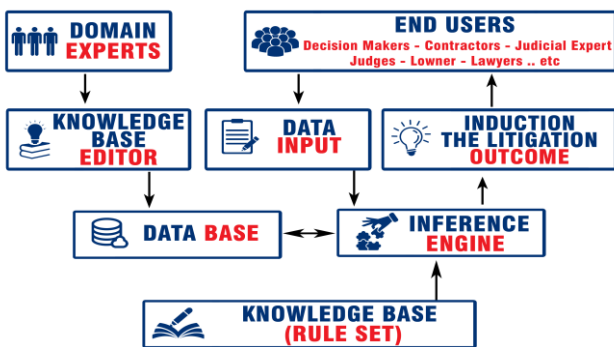 DOMAIN
EXPERTS
END USERS
Decision Makers - Contractors - Judicial Expert
Judges - Lowner - Lawyers .. etc
KNOWLEDGE
BASE
EDITOR
DATA
INPUT
INDUCTION
THE LITIGATION
OUTCOME
DATA BASE
INFERENCE
ENGINE
KNOWLEDGE BASE
(RULE SET)